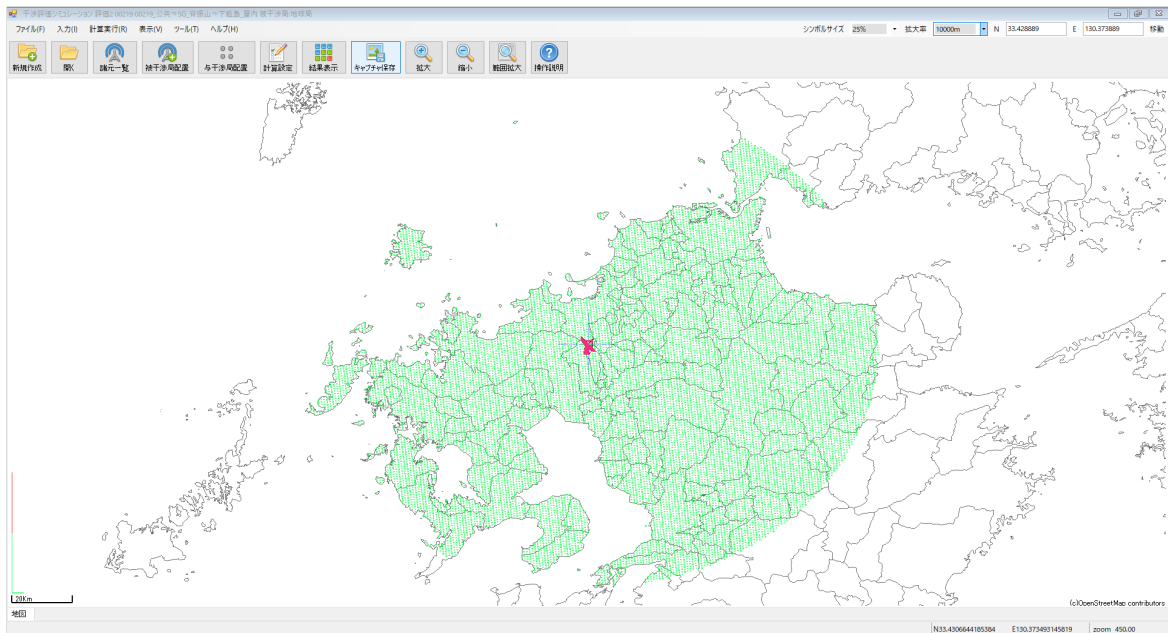 干渉評価シミュレーション 評価2 00219-00219_公共⇒5G_背振山⇒下姫島_屋内 被干渉局:地球局
ファイル(F) 入力(I) 計算実行(R) 表示(V) ツール(T) ヘルプ(H) シンボルサイズ 25% 拡大率 10000m N 33.428889 E 130.373889 移動
新規作成 開く 諸元一覧 被干渉局配置 与干渉局配置 計算設定 結果表示 キャプチャ保存 拡大 縮小 範囲拡大 操作説明
20Km
(c)OpenStreetMap contributors
地図
N33.4306644185384 E130.373493145819 zoom 450.00